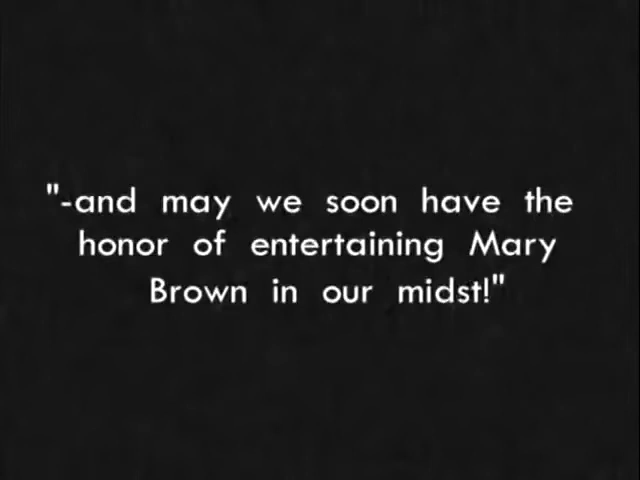 "-and may we soon have the
honor of entertaining Mary
Brown in our midst!"